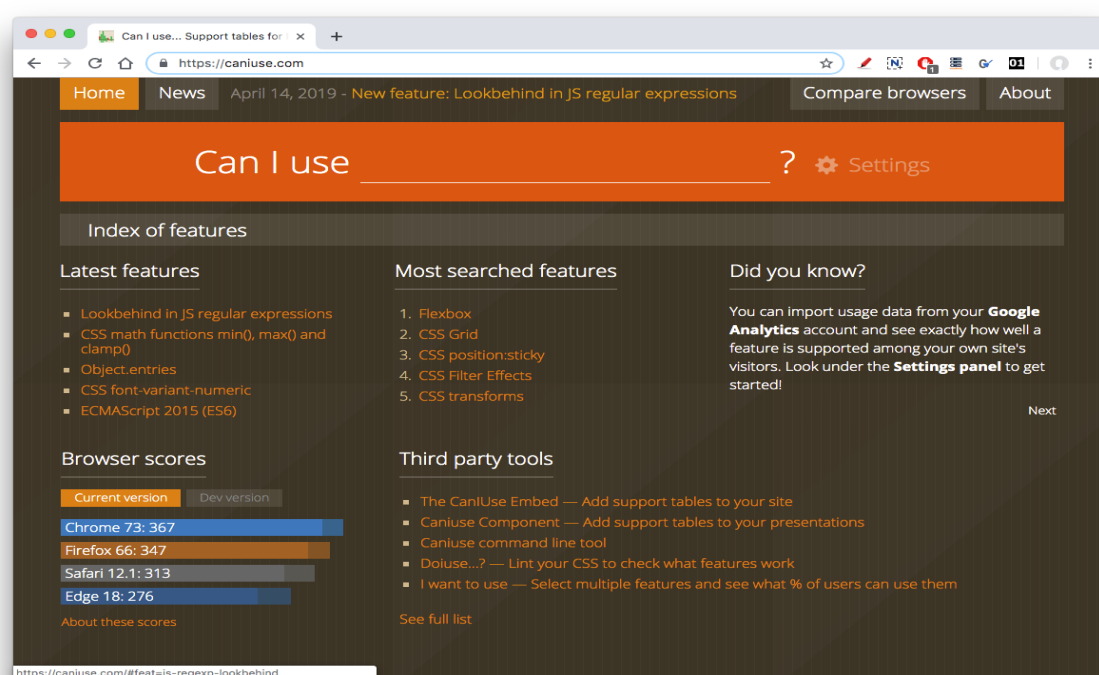 Can I use... Support tables for
https://caniuse.com
1
01
Home
News
April 14, 2019 - New feature: Lookbehind in JS regular expressions
Compare browsers
About
Can I use
?
Settings
Index of features
Latest features
Lookbehind in JS regular expressions
CSS math functions min(), max() and
clamp()
Object.entries
CSS font-variant-numeric
ECMAScript 2015 (ES6)
Most searched features
1. Flexbox
2. CSS Grid
3. CSS position:sticky
4. CSS Filter Effects
5. CSS transforms
Did you know?
You can import usage data from your Google
Analytics account and see exactly how well a
feature is supported among your own site's
visitors. Look under the Settings panel to get
started!
Next
Browser scores
Current version
Dev version
Chrome 73: 367
Firefox 66: 347
Safari 12.1: 313
Edge 18: 276
About these scores
Third party tools
The CanIUse Embed — Add support tables to your site
Caniuse Component — Add support tables to your presentations
Caniuse command line tool
Doiuse...? — Lint your CSS to check what features work
I want to use — Select multiple features and see what % of users can use them
See full list
https://caniuse.com/#feat=js-regexp-lookbehind